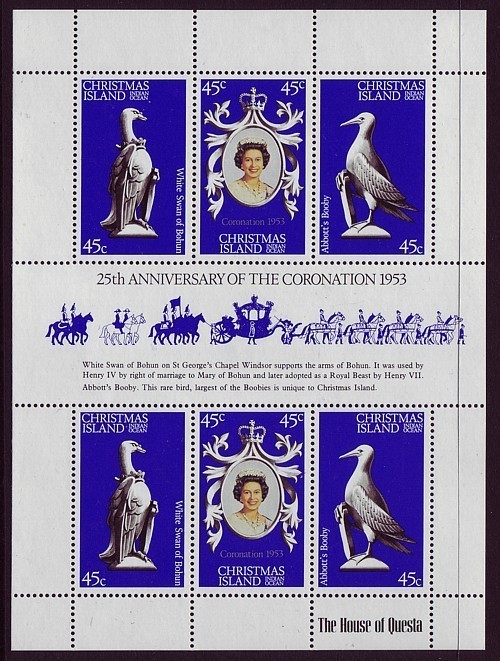 CHRISTMAS
ISLAND INDIAN OCEAN
White Swan of Bohun
45c
45c 45c
Coronation 1953
CHRISTMAS
ISLAND INDIAN OCEAN
CHRISTMAS
ISLAND INDIAN OCEAN
Abbott's Booby
45c
25th ANNIVERSARY OF THE CORONATION 1953
White Swan of Bohun on St George's Chapel Windsor supports the arms of Bohun. It was used by
Henry IV by right of marriage to Mary of Bohun and later adopted as a Royal Beast by Henry VII.
Abbott's Booby. This rare bird, largest of the Boobies is unique to Christmas Island.
CHRISTMAS
ISLAND INDIAN OCEAN
White Swan of Bohun
45c
45c 45c
Coronation 1953
CHRISTMAS
ISLAND INDIAN OCEAN
CHRISTMAS
ISLAND INDIAN OCEAN
Abbott's Booby
45c
The House of Questa